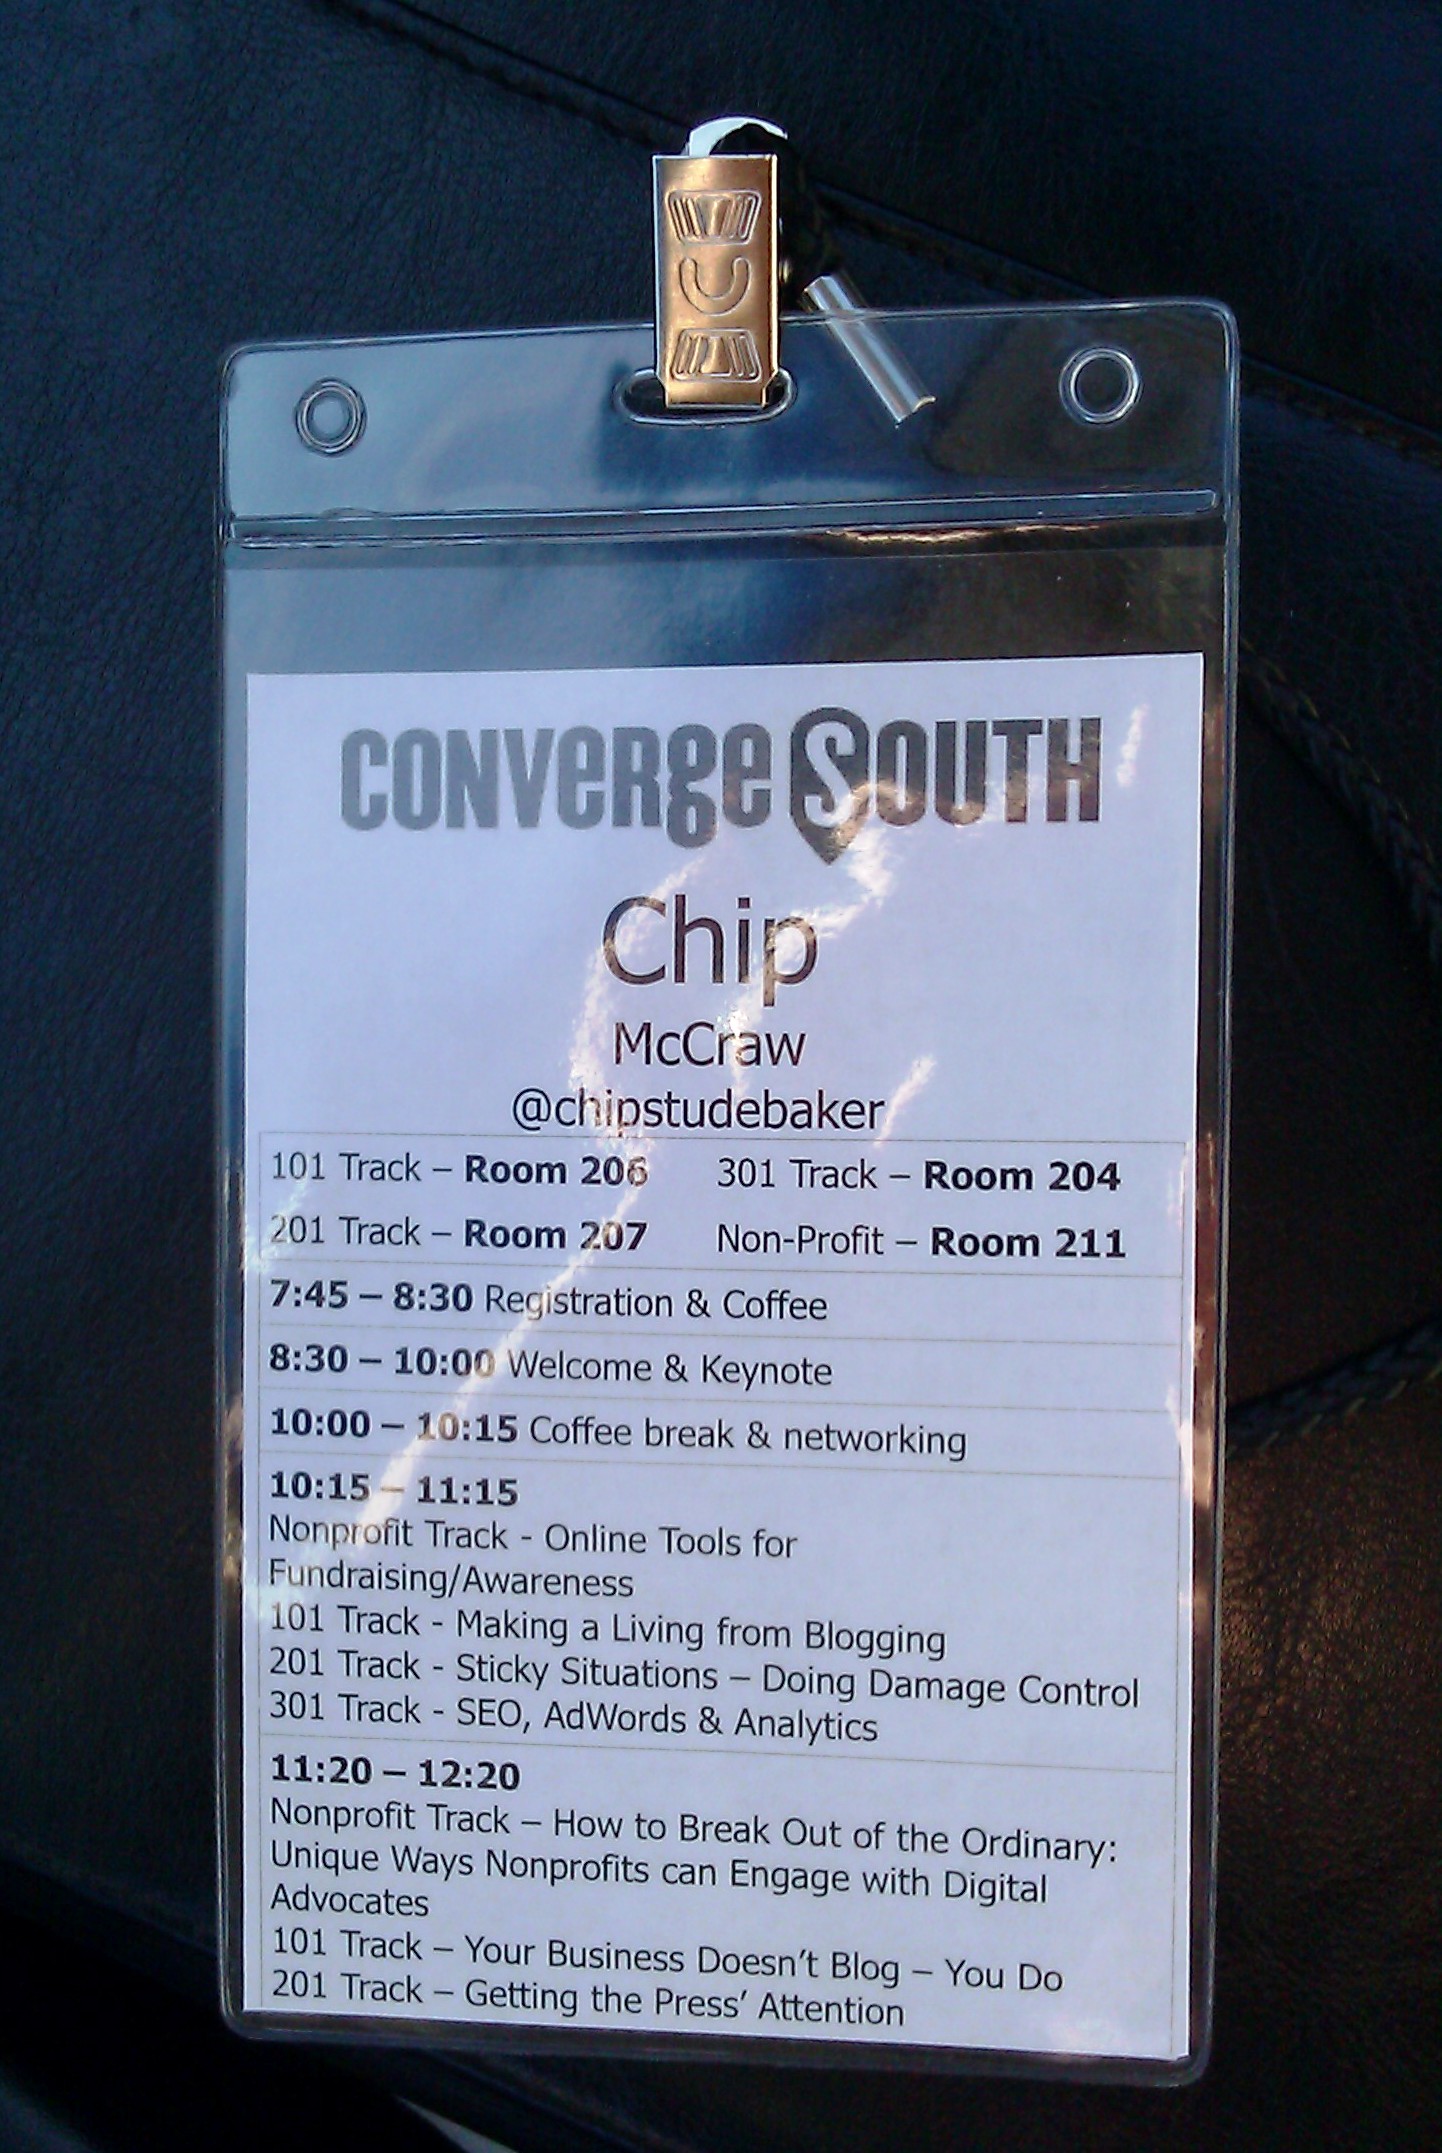 CONVERGE SOUTH
Chip
McCraw
@chipstudebaker
101 Track – Room 206 301 Track – Room 204
201 Track – Room 207 Non-Profit – Room 211
7:45 – 8:30 Registration & Coffee
8:30 – 10:00 Welcome & Keynote
10:00 – 10:15 Coffee break & networking
10:15 – 11:15
Nonprofit Track - Online Tools for
Fundraising/Awareness
101 Track - Making a Living from Blogging
201 Track - Sticky Situations – Doing Damage Control
301 Track - SEO, AdWords & Analytics
11:20 – 12:20
Nonprofit Track – How to Break Out of the Ordinary:
Unique Ways Nonprofits can Engage with Digital
Advocates
101 Track – Your Business Doesn't Blog – You Do
201 Track – Getting the Press' Attention